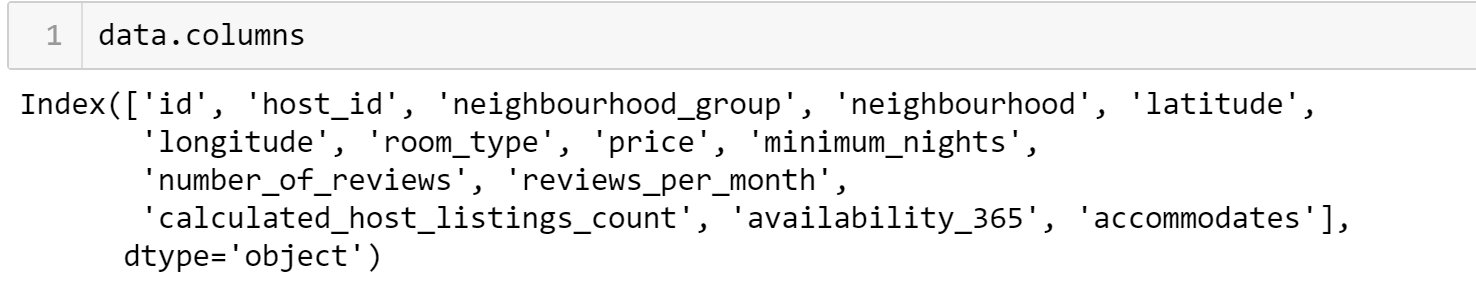 1 data.columns
Index(['id', 'host_id', 'neighbourhood_group', 'neighbourhood', 'latitude',
'longitude', 'room_type', 'price', 'minimum_nights',
'number_of_reviews', 'reviews_per_month',
'calculated_host_listings_count', 'availability_365', 'accommodates'],
dtype='object')